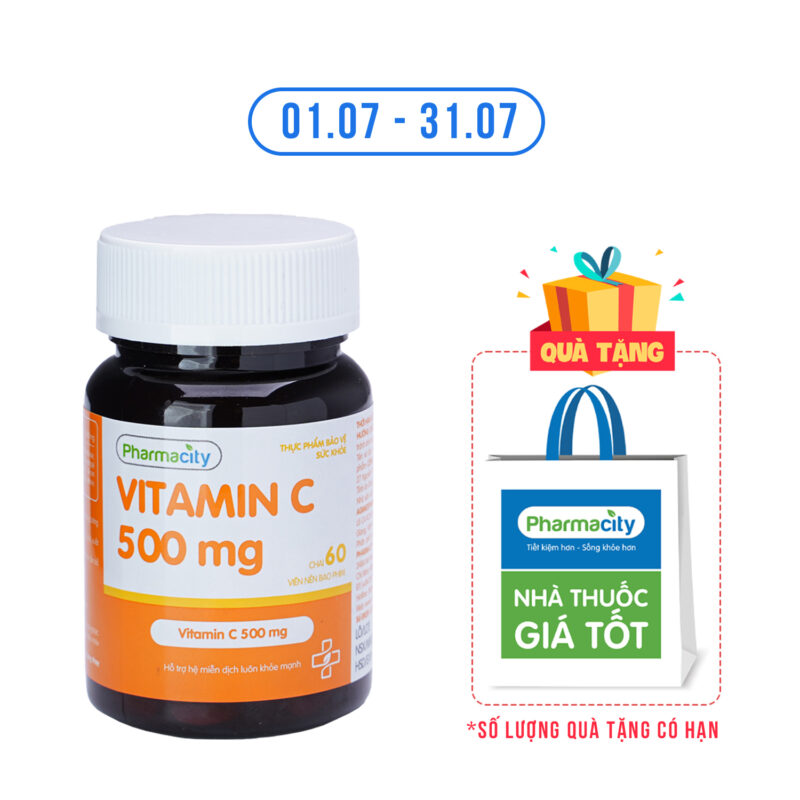 01.07 - 31.07
Pharmacity
THỰC PHẨM BẢO VỆ
SỨC KHỎE
VITAMIN C
500 mg
CHAI 60
VIÊN NÉN BAO PHIM
Vitamin C 500 mg
Hỗ trợ hệ miễn dịch luôn khỏe mạnh
QUÀ TẶNG
Pharmacity
Tiết kiệm hơn - Sống khỏe hơn
NHÀ THUỐC
GIÁ TỐT
*SỐ LƯỢNG QUÀ TẶNG CÓ HẠN